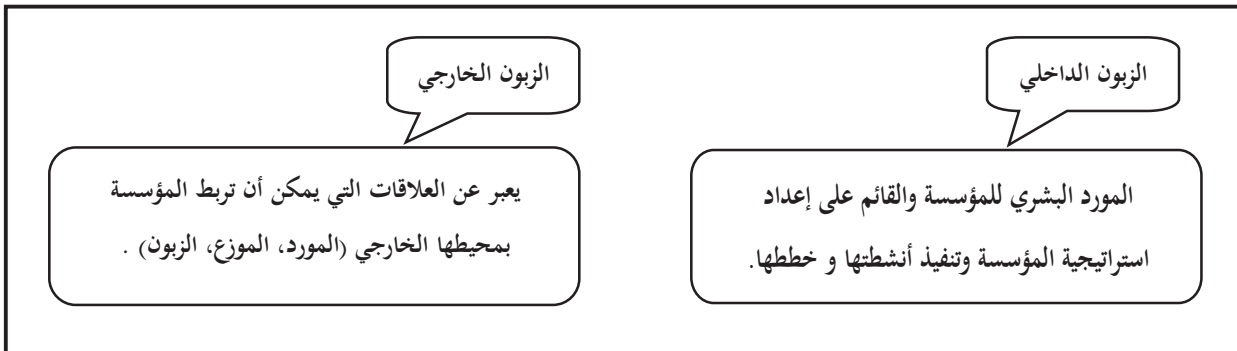 الزبون الداخلي
المورد البشري للمؤسسة والقائم على إعداد
استراتيجية المؤسسة وتنفيذ أنشطتها و خططها.
الزبون الخارجي
يعبر عن العلاقات التي يمكن أن تربط المؤسسة
بمحيطها الخارجي (المورد، الموزع، الزبون) .